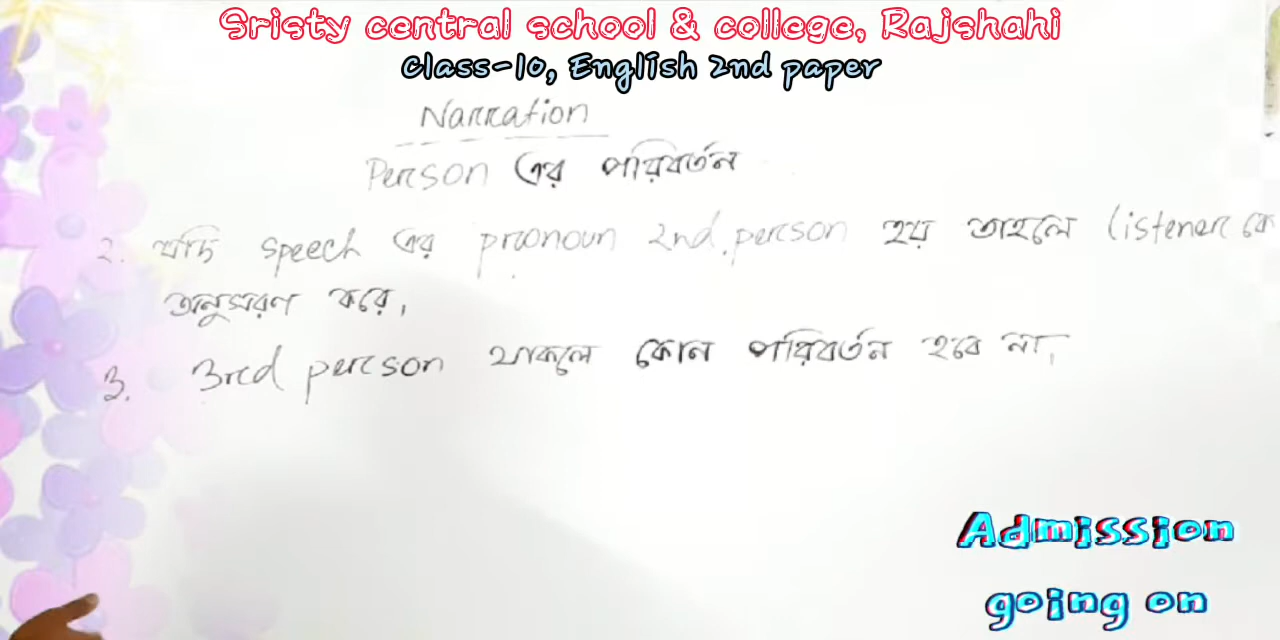 Sristy central school & college, Rajshahi
Class-10, English 2nd paper
Narration
Person এর পরিবর্তন
2. যদি speech এর pronoun 2nd person হয় তাহলে listener কে
অনুসরণ করে।
3. 3rd person থাকলে কোন পরিবর্তন হবে না।
Admission
going on